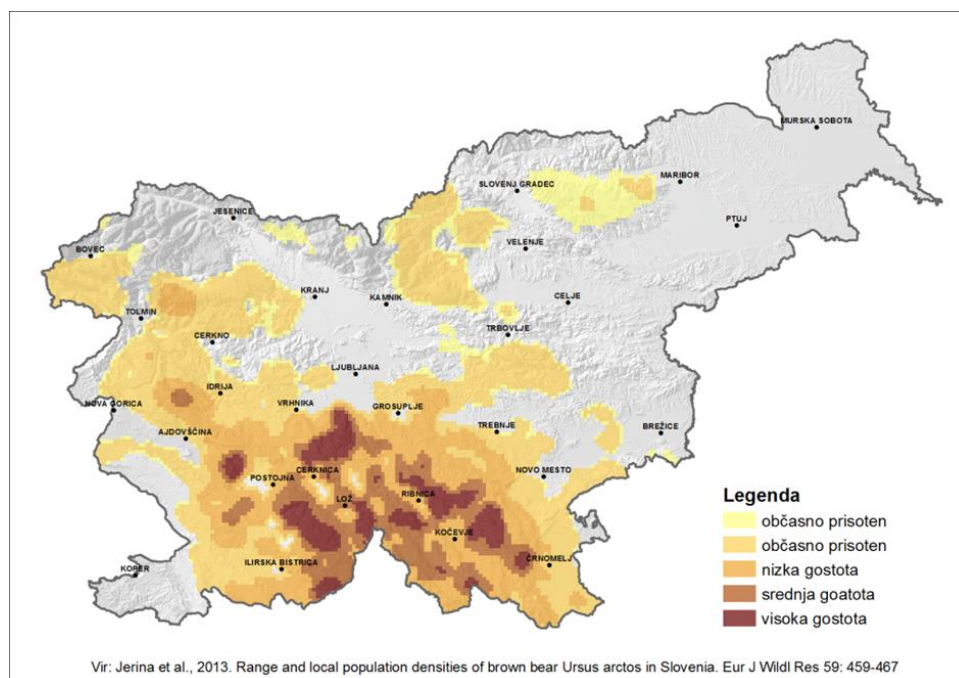 MURSKA SOBOTA
MARIBOR
SLOVENJ GRADEC
JESENICE
PTUJ
VELENJE
BOVEC
KRANJ
KAMNIK
CELJE
TOLMIN
TRBOVLJE
CERKNO
LJUBLJANA
IDRIJA
VRHNIKA
NOVA GORICA
GROSUPLJE
TREBNJE
BREŽICE
AJDOVŠČINA
CERKNICA
POSTOJNA
NOVO MESTO
LOŽ
RIBNICA
KOČEVJE
ČRNOMELJ
ILIRSKA BISTRICA
KOPER
Legenda
občasno prisoten
občasno prisoten
nizka gostota
srednja goatota
visoka gostota
Vir: Jerina et al., 2013. Range and local population densities of brown bear Ursus arctos in Slovenia. Eur J Wildl Res 59: 459-467